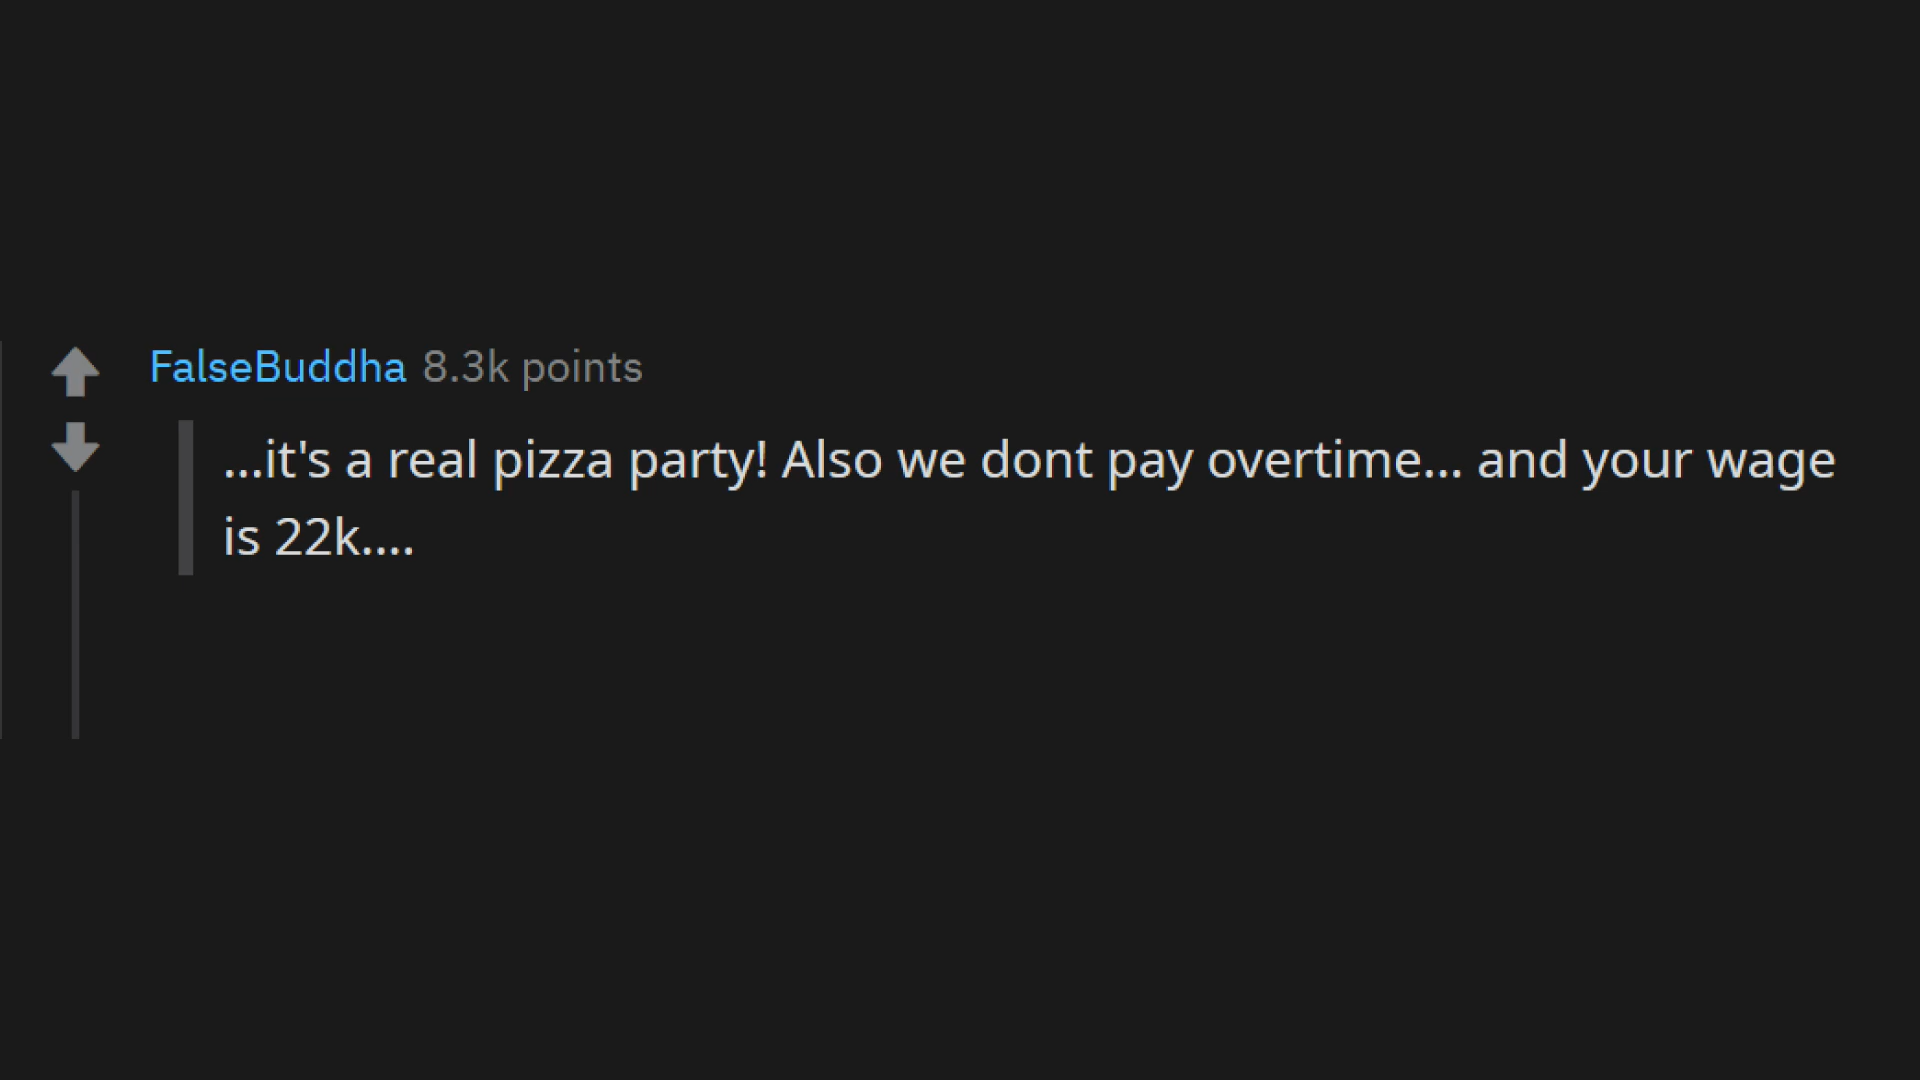 FalseBuddha 8.3k points
...it's a real pizza party! Also we dont pay overtime... and your wage
is 22k....